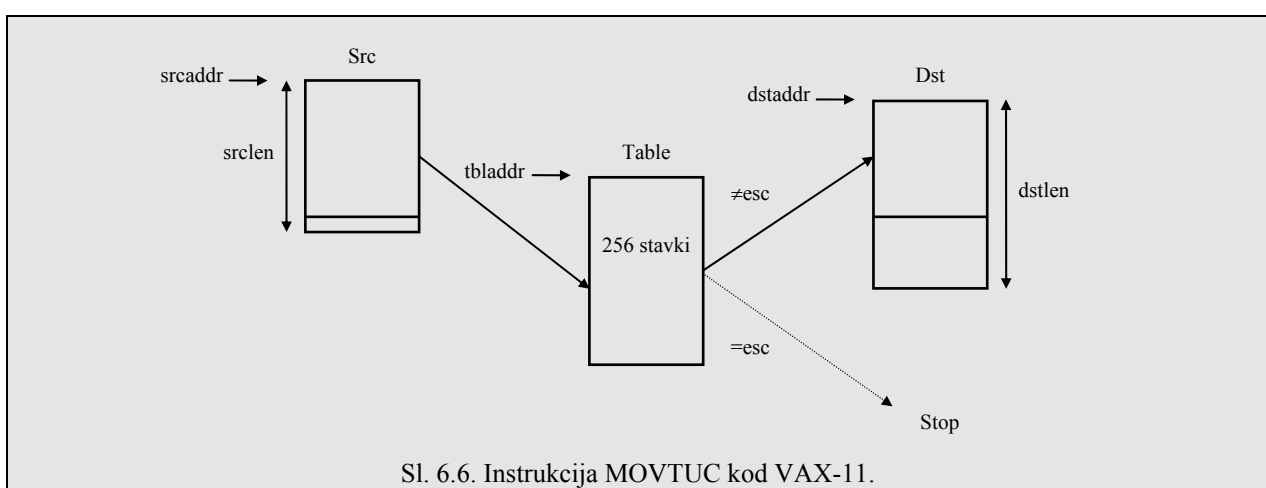 Src
srcaddr
Dst
dstaddr
srclen
Table
tbladdr
≠esc
dstlen
256 stavki
=esc
Stop
Sl. 6.6. Instrukcija MOVTUC kod VAX-11.